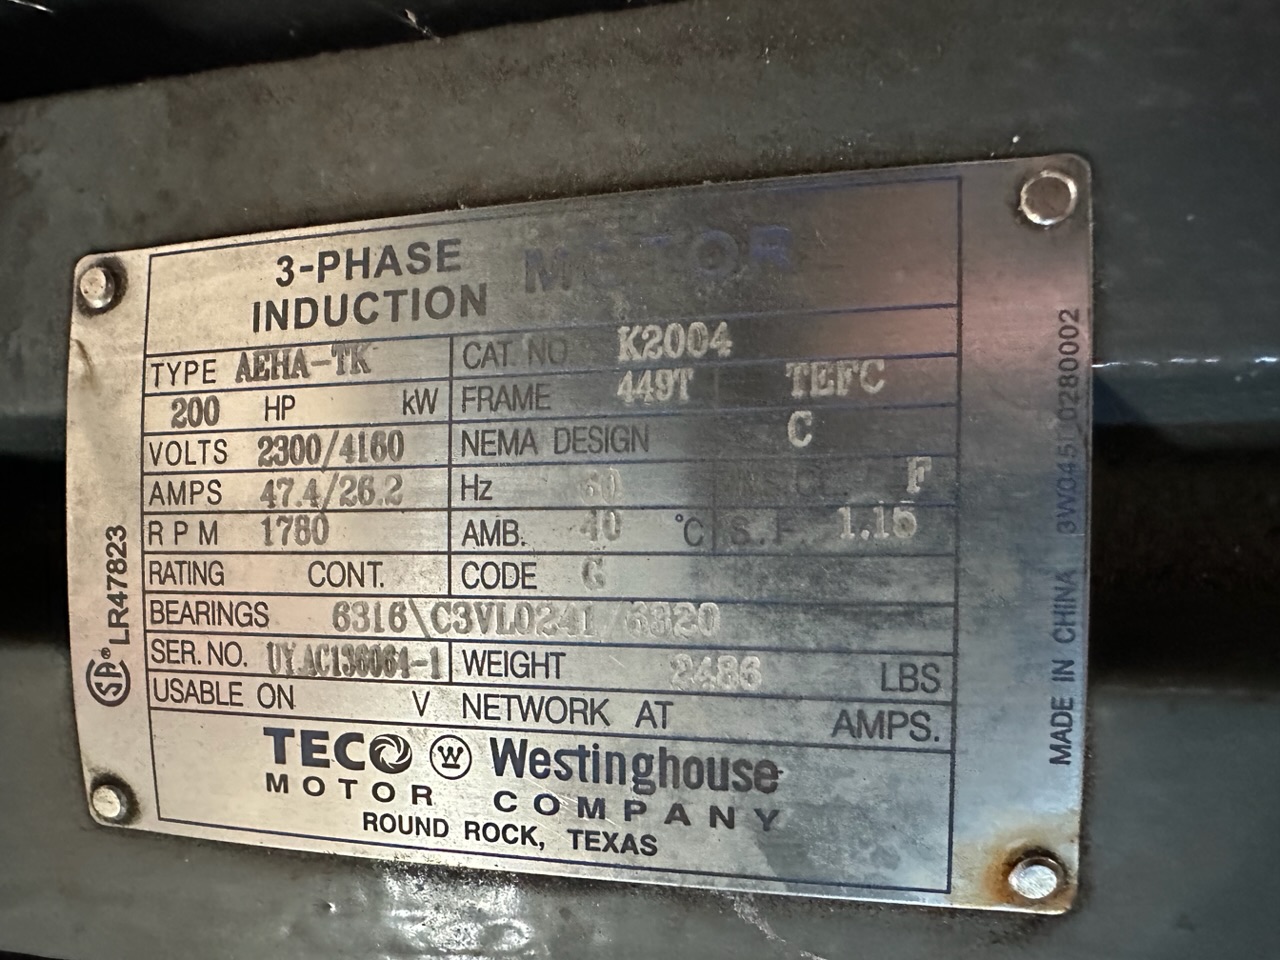 3-PHASE INDUCTION MOTOR
TYPE AEHA-TK CAT. NO K2004
200 HP kW FRAME 449T TEFC
VOLTS 2300/4160 NEMA DESIGN C
AMPS 47.4/26.2 Hz 60 F
RPM 1780 AMB. 40 °C S.F. 1.15
RATING CONT. CODE G
BEARINGS 6316\C3VL0241/6320
SER. NO. UY.AC136064-1 WEIGHT 2486 LBS
USABLE ON V NETWORK AT AMPS.
TECO W Westinghouse
MOTOR COMPANY
ROUND ROCK, TEXAS
SA® LR47823
MADE IN CHINA